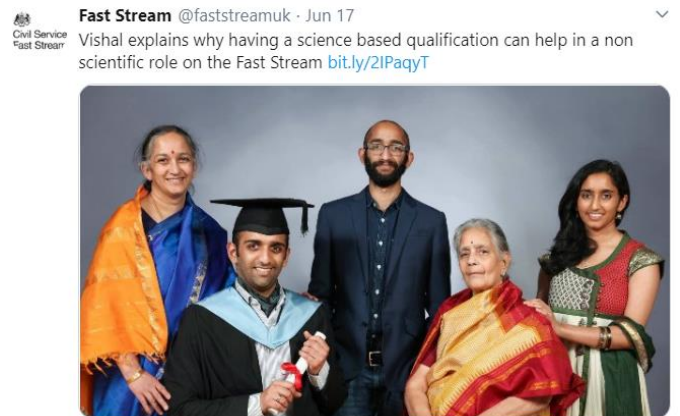 Civil Service
Fast Stream
Fast Stream @faststreamuk · Jun 17
Vishal explains why having a science based qualification can help in a non
scientific role on the Fast Stream bit.ly/2IPaqyT